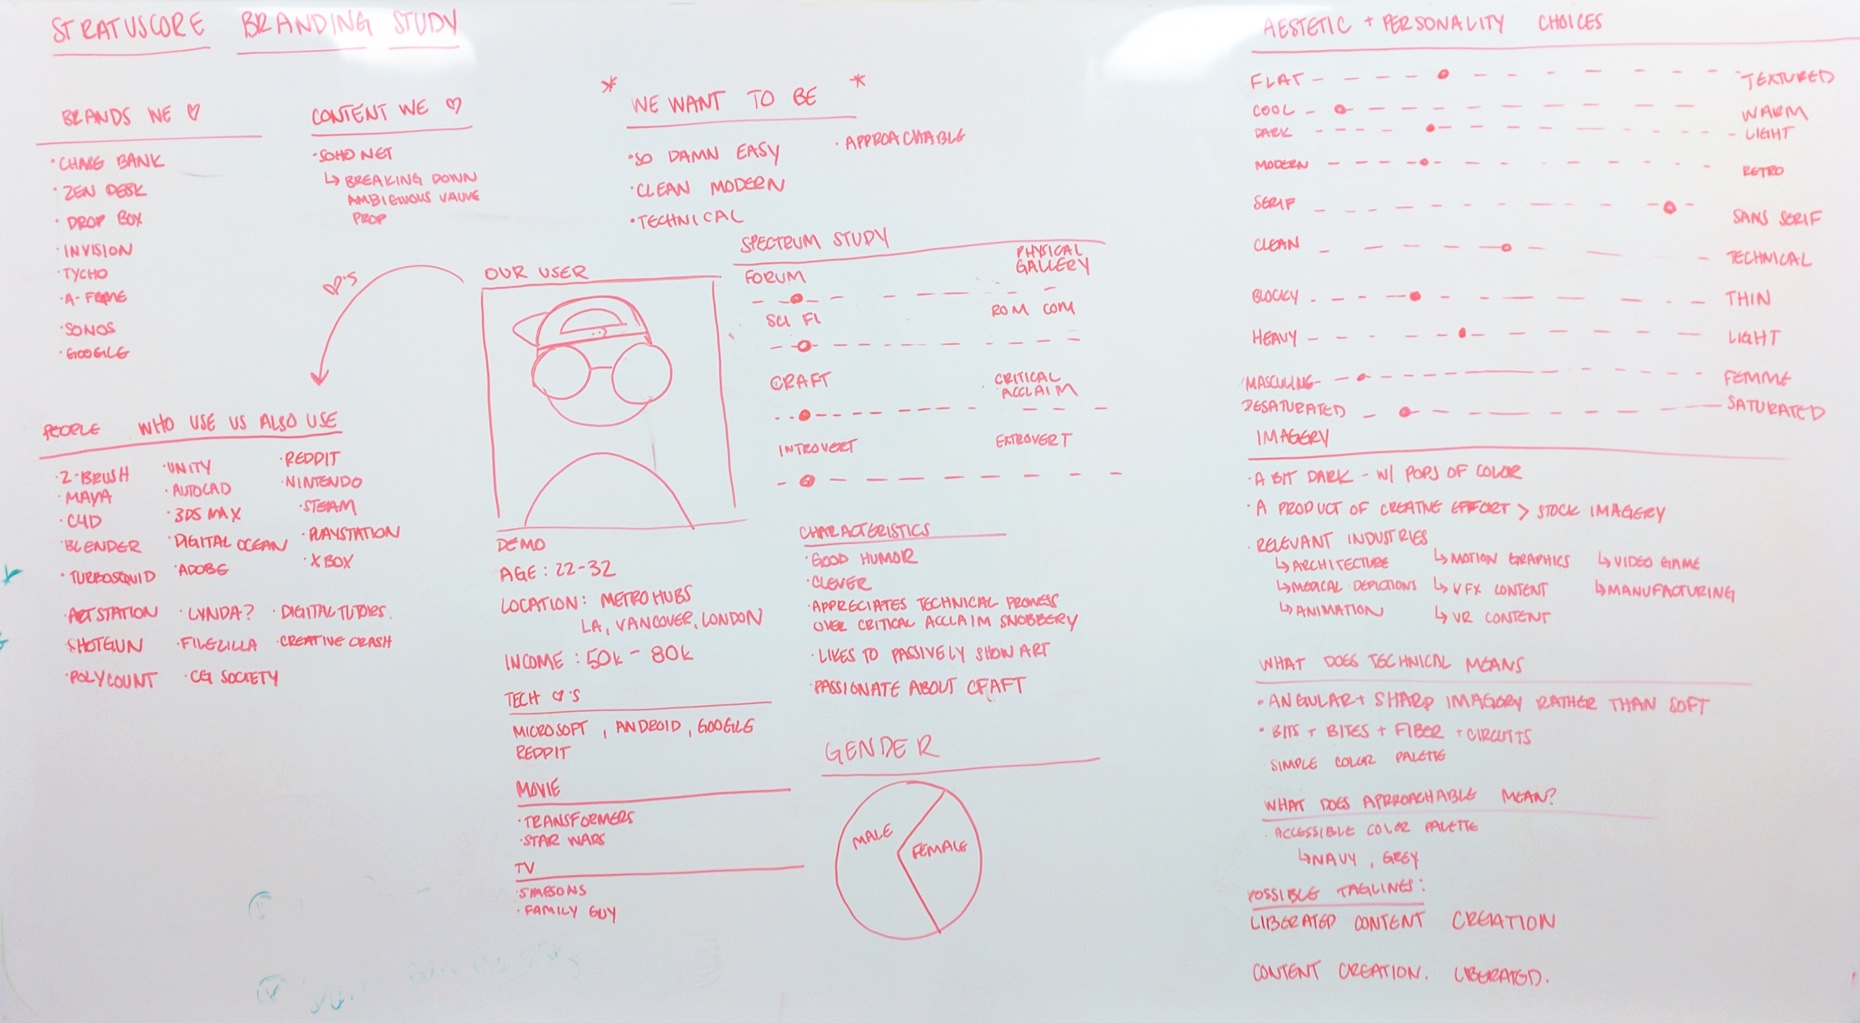 STRATUSCORE BRANDING STUDY
BRANDS WE ♡
· CHASE BANK
· ZEN DESK
· DROP BOX
· INVISION
· TYCHO
· A-FRAME
· SONOS
· GOOGLE
CONTENT WE ♡
· SOHO NET
↳ BREAKING DOWN
AMBIGUOUS VALUE
PROP
* WE WANT TO BE *
· SO DAMN EASY
· CLEAN MODERN
· TECHNICAL
· APPROACHABLE
♡'S
PEOPLE WHO USE US ALSO USE
· Z-BRUSH
· MAYA
· C4D
· BLENDER
· TURBOSQUID
· ARTSTATION
· SHOTGUN
· POLYCOUNT
· UNITY
· AUTOCAD
· 3DS MAX
· DIGITAL OCEAN
· ADOBE
· LYNDA?
· FILEZILLA
· CG SOCIETY
· REDDIT
· NINTENDO
· STEAM
· PLAYSTATION
· XBOX
· DIGITAL TUTORS.
· CREATIVE CRASH
OUR USER
DEMO
AGE : 22-32
LOCATION : METRO HUBS
LA, VANCOVER, LONDON
INCOME : 50K - 80K
TECH ♡'S
MICROSOFT , ANDROID , GOOGLE
REDDIT
MOVIE
· TRANSFORMERS
· STAR WARS
TV
· SIMPSONS
· FAMILY GUY
SPECTRUM STUDY
FORUM PHYSICAL
GALLERY
SCI FI ROM COM
CRAFT CRITICAL
ACCLAIM
INTROVERT EXTROVERT
CHARACTERISTICS
· GOOD HUMOR
· CLEVER
· APPRECIATES TECHNICAL PROWESS
OVER CRITICAL ACCLAIM SNOBBERY
· LIKES TO PASSIVELY SHOW ART
· PASSIONATE ABOUT CRAFT
GENDER
MALE
FEMALE
AESTETIC + PERSONALITY CHOICES
FLAT TEXTURED
COOL WARM
DARK LIGHT
MODERN RETRO
SERIF SANS SERIF
CLEAN TECHNICAL
BLOCKY THIN
HEAVY LIGHT
MASCULINE FEMME
DESATURATED SATURATED
IMAGERY
· A BIT DARK - W/ POPS OF COLOR
· A PRODUCT OF CREATIVE EFFORT > STOCK IMAGERY
· RELEVANT INDUSTRIES
↳ ARCHITECTURE ↳ MOTION GRAPHICS ↳ VIDEO GAME
↳ MEDICAL DEPICTIONS ↳ VFX CONTENT ↳ MANUFACTURING
↳ ANIMATION ↳ VR CONTENT
WHAT DOES TECHNICAL MEANS
· ANGULAR + SHARP IMAGERY RATHER THAN SOFT
· BITS + BITES + FIBER + CIRCUITS
SIMPLE COLOR PALETTE
WHAT DOES APPROACHABLE MEAN?
· ACCESSIBLE COLOR PALETTE
↳ NAVY , GREY
POSSIBLE TAGLINES :
LIBERATED CONTENT CREATION
CONTENT CREATION. LIBERATED.